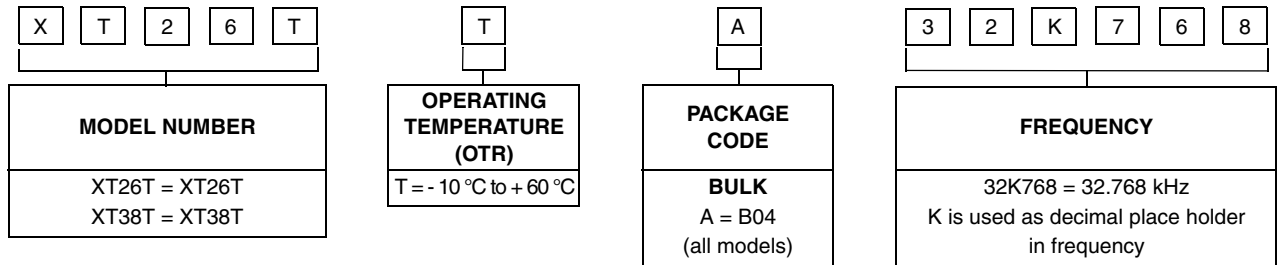 X T 2 6 T T A 3 2 K 7 6 8
MODEL NUMBER
XT26T = XT26T
XT38T = XT38T
OPERATING
TEMPERATURE
(OTR)
T = - 10 °C to + 60 °C
PACKAGE
CODE
BULK
A = B04
(all models)
FREQUENCY
32K768 = 32.768 kHz
K is used as decimal place holder
in frequency